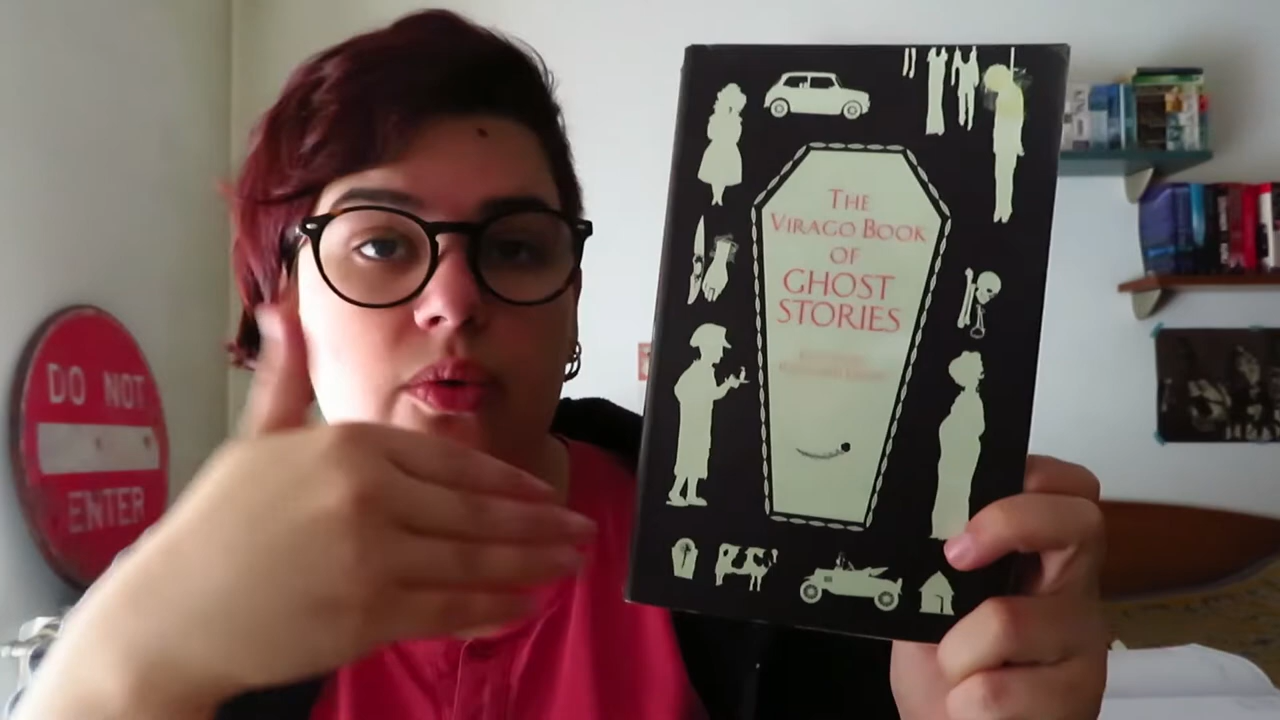 DO NOT
ENTER
THE
VIRAGO BOOK
OF
GHOST
STORIES